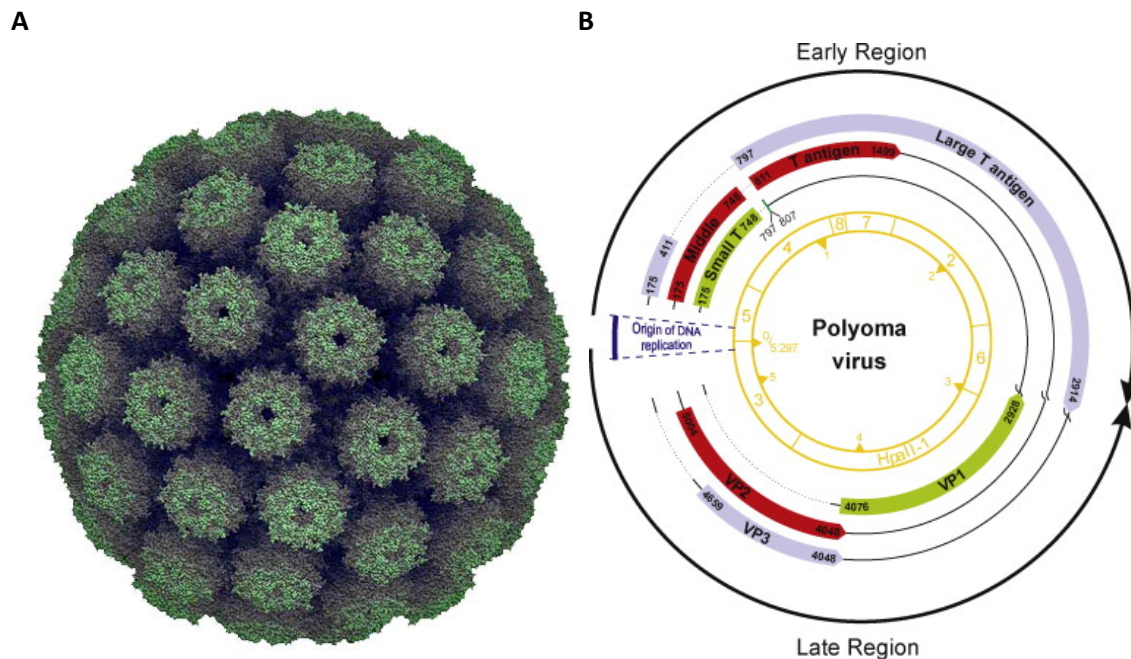 A
B
Early Region
Large T antigen
797
2914
T antigen
811
1499
Middle
175
748
411
175
Small T
175
748
797 807
4
8
7
2
6
HpaII-1
3
5
1
2
3
4
5
0/
5.297
Origin of DNA
replication
Polyoma
virus
VP1
2928
4076
VP2
5004
4048
VP3
4659
4048
Late Region